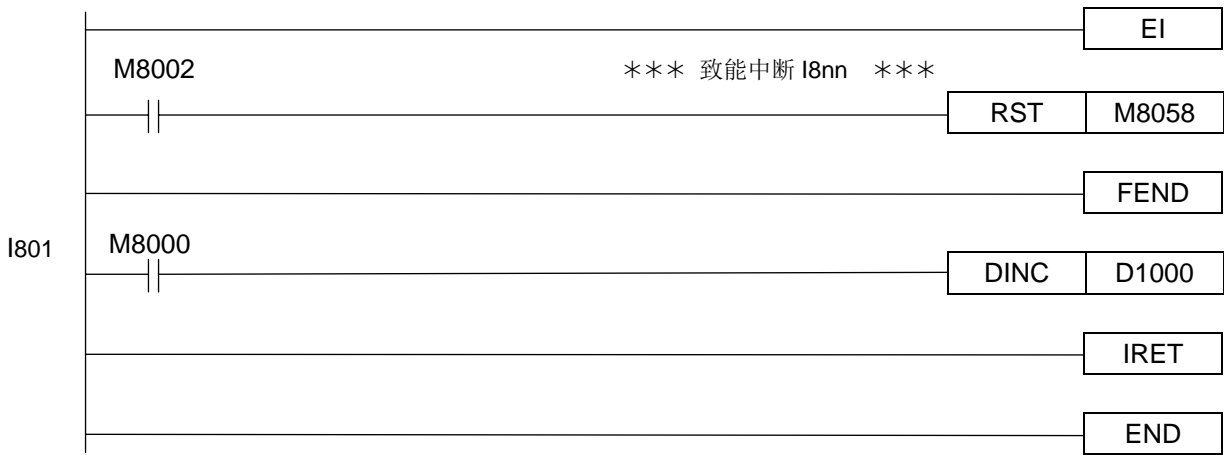 EI
M8002 *** 致能中断 I8nn ***
RST M8058
FEND
I801 M8000
DINC D1000
IRET
END